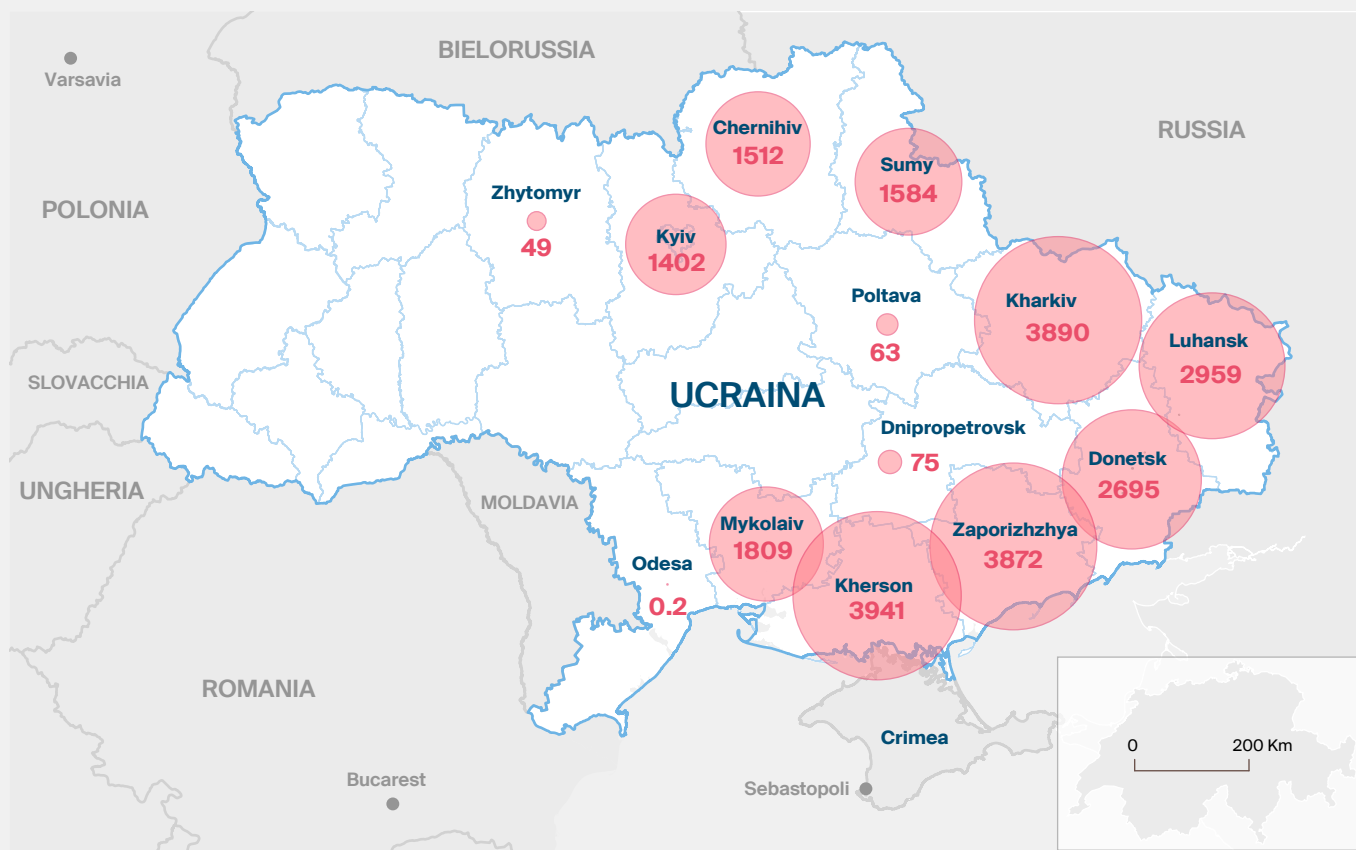 BIELORUSSIA
Varsavia
RUSSIA
POLONIA
Chernihiv
1512
Sumy
1584
Zhytomyr
49
Kyiv
1402
Poltava
63
Kharkiv
3890
Luhansk
2959
SLOVACCHIA
UCRAINA
Dnipropetrovsk
75
Donetsk
2695
UNGHERIA
MOLDAVIA
Mykolaiv
1809
Zaporizhzhya
3872
Odesa
0.2
Kherson
3941
ROMANIA
Crimea
Bucarest
Sebastopoli
0 200 Km